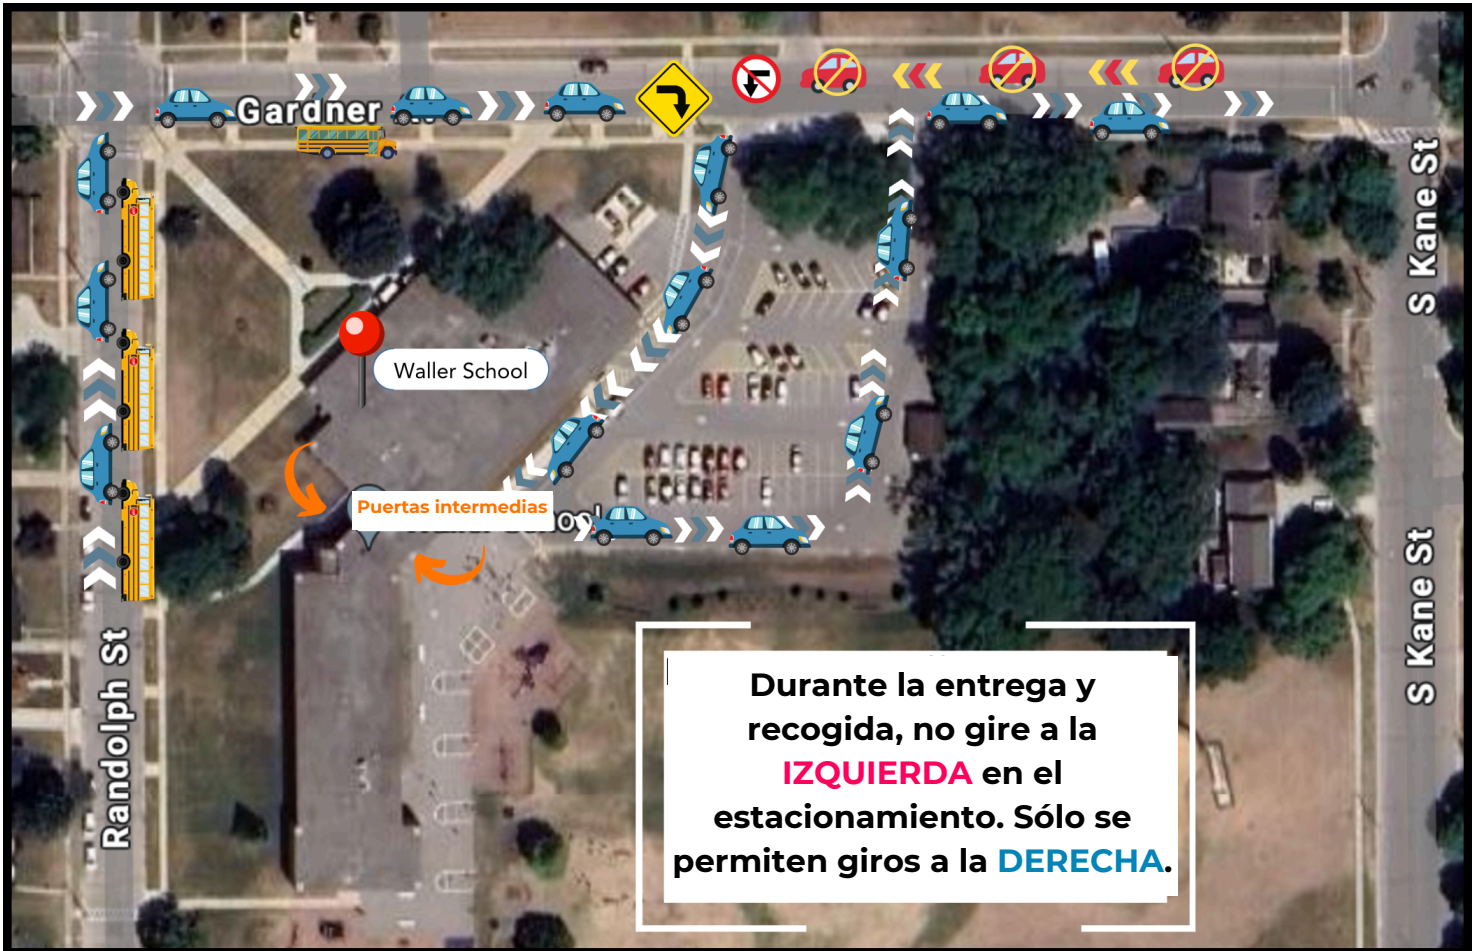 Gardner
S Kane St
Waller School
Puertas intermedias
S Kane St
Randolph St
Durante la entrega y
recogida, no gire a la
IZQUIERDA en el
estacionamiento. Sólo se
permiten giros a la DERECHA.